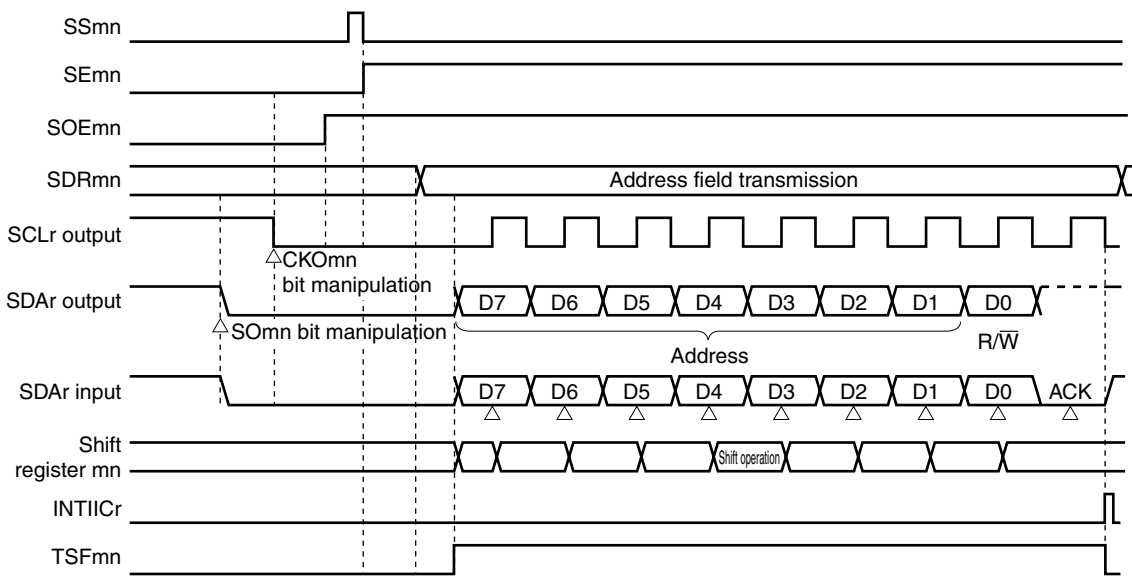 SSmn
SEmn
SOEmn
SDRmn
Address field transmission
SCLr output
CKOmn
bit manipulation
SDAr output
D7 D6 D5 D4 D3 D2 D1 D0
SOmn bit manipulation
R/W̅
Address
SDAr input
D7 D6 D5 D4 D3 D2 D1 D0 ACK
Shift
register mn
Shift operation
INTIICr
TSFmn